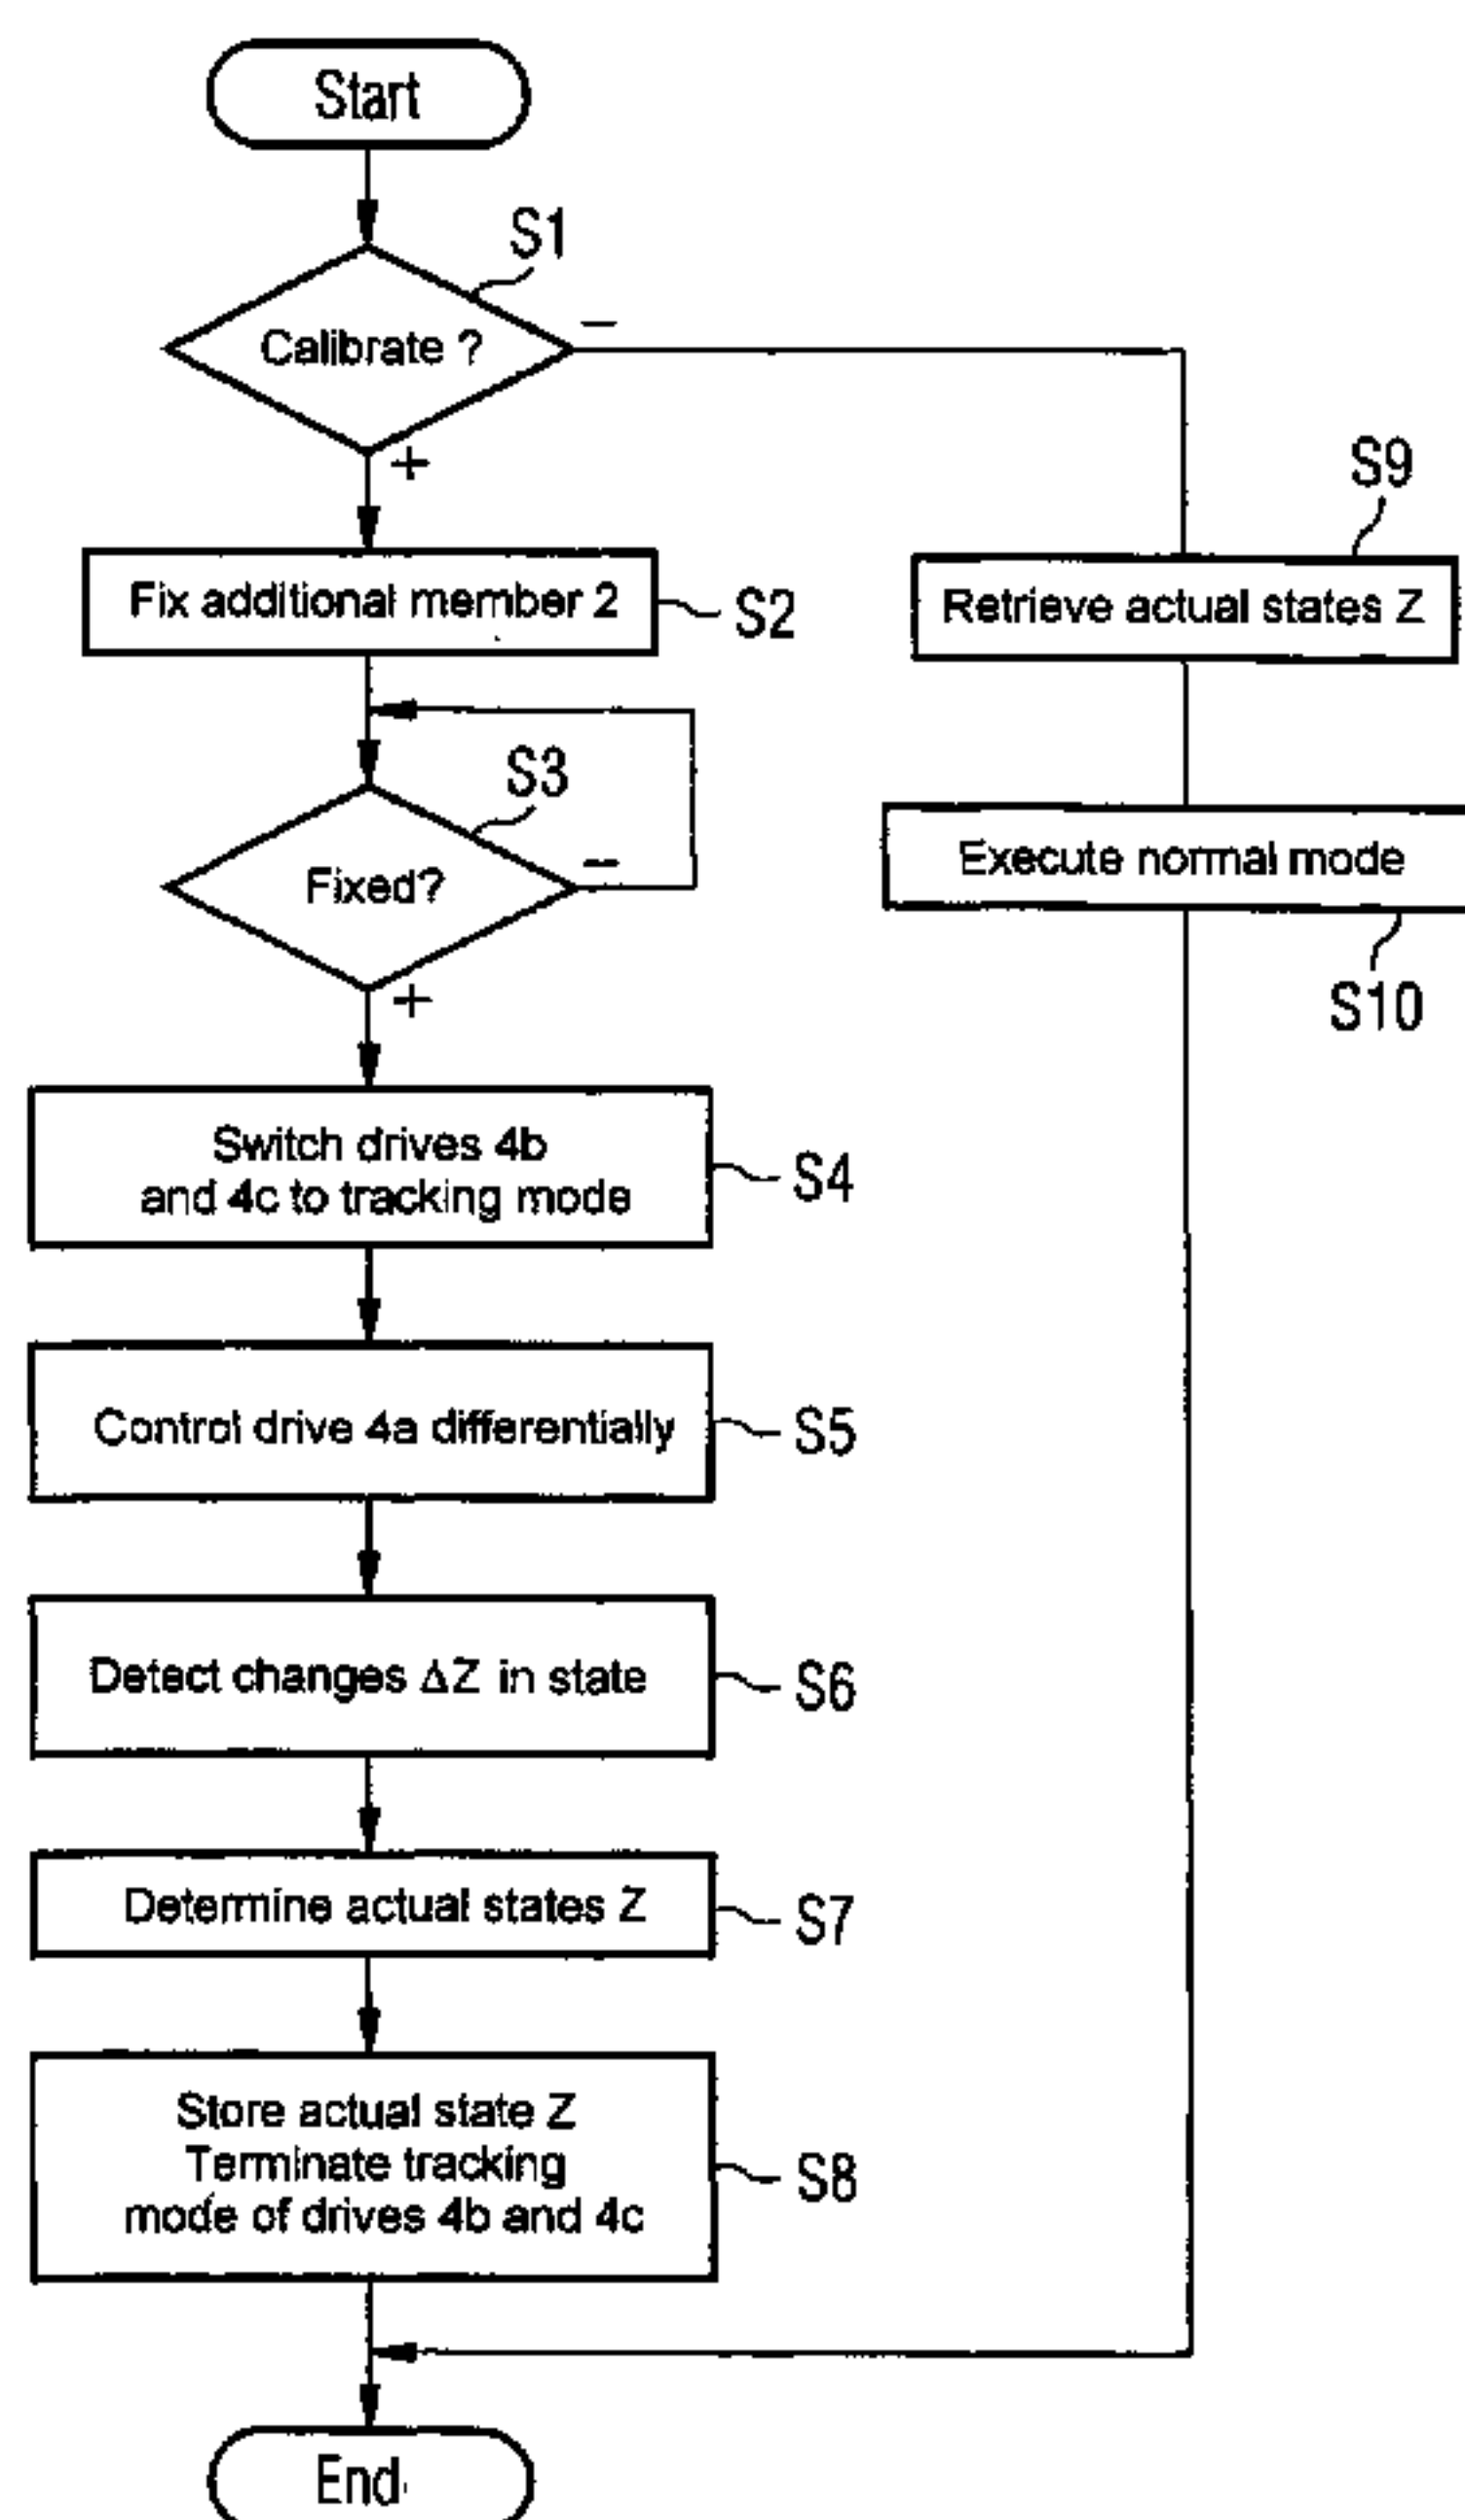 Start
S1
Calibrate ?
−
+
S9
Fix additional member 2
S2
Retrieve actual states Z
S3
Fixed?
−
+
Execute normal mode
S10
Switch drives 4b
and 4c to tracking mode
S4
Control drive 4a differentially
S5
Detect changes ΔZ in state
S6
Determine actual states Z
S7
Store actual state Z
Terminate tracking
mode of drives 4b and 4c
S8
End